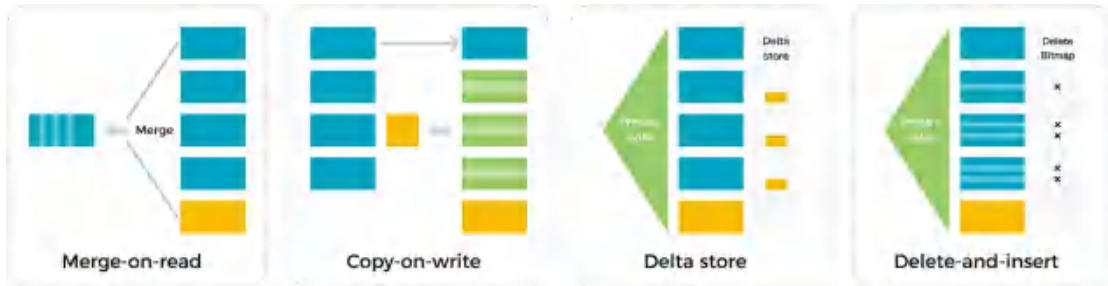 Merge
Merge-on-read
Copy-on-write
Delta
store
Delta store
Delete
Bitmap
Delete-and-insert